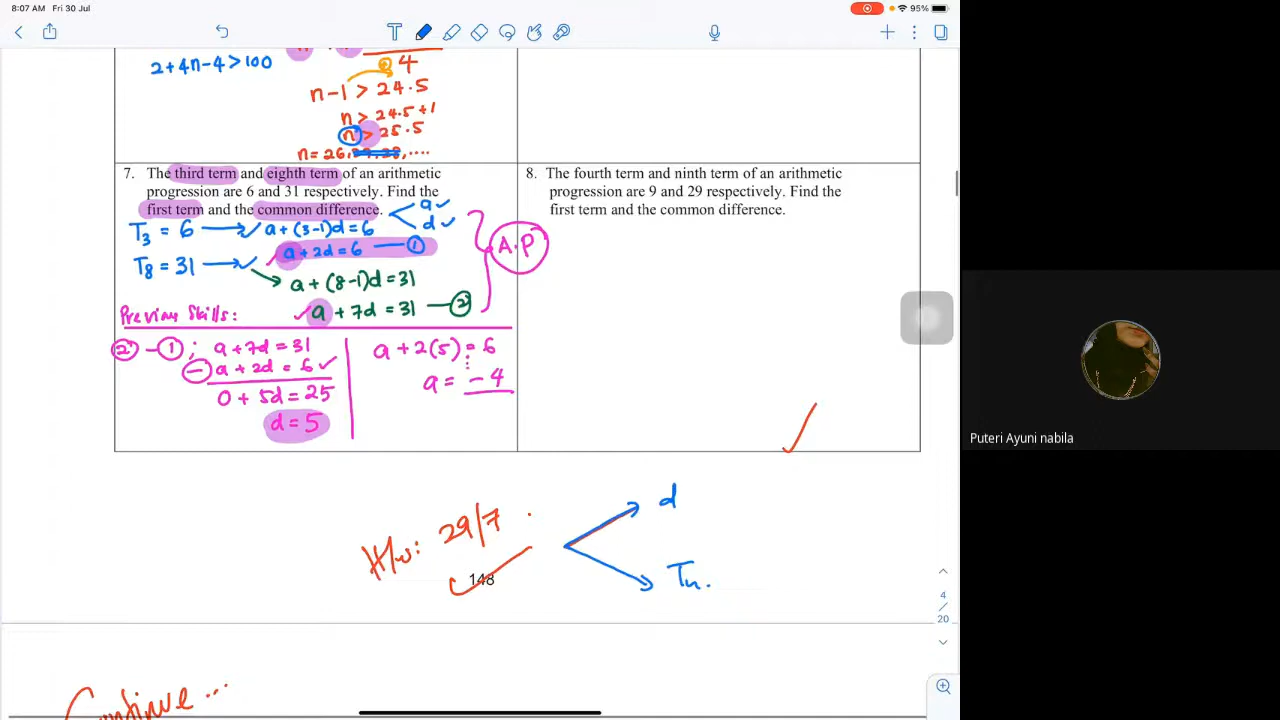 8:07 AM Fri 30 Jul
95%
2+4n-4>100
4
n-1 > 24.5
n > 24.5+1
n > 25.5
n = 26, ....
7. The third term and eighth term of an arithmetic
progression are 6 and 31 respectively. Find the
first term and the common difference.
a ✓
d ✓
T3 = 6 → ✓ a+(3-1)d=6
a+2d=6 — ①
T8 = 31 → ✓
a+(8-1)d=31
✓ a + 7d = 31 — ②
A.P
Previous Skills:
② - ① ; a+7d=31
- a+2d=6 ✓
0+5d=25
d=5
a+2(5)=6
a = -4
8. The fourth term and ninth term of an arithmetic
progression are 9 and 29 respectively. Find the
first term and the common difference.
H/w: 29/7.
d
Tn.
148
Continue...
4
/
20
Puteri Ayuni nabila